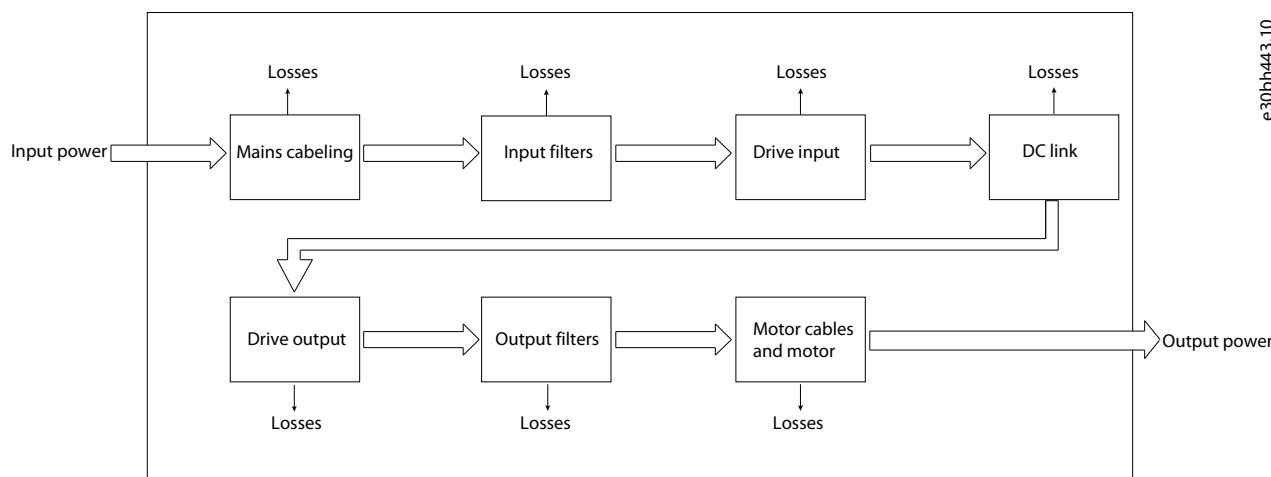 Losses
Losses
Losses
Losses
Input power
Mains cabeling
Input filters
Drive input
DC link
Drive output
Output filters
Motor cables
and motor
Output power
Losses
Losses
Losses
e30bh443.10